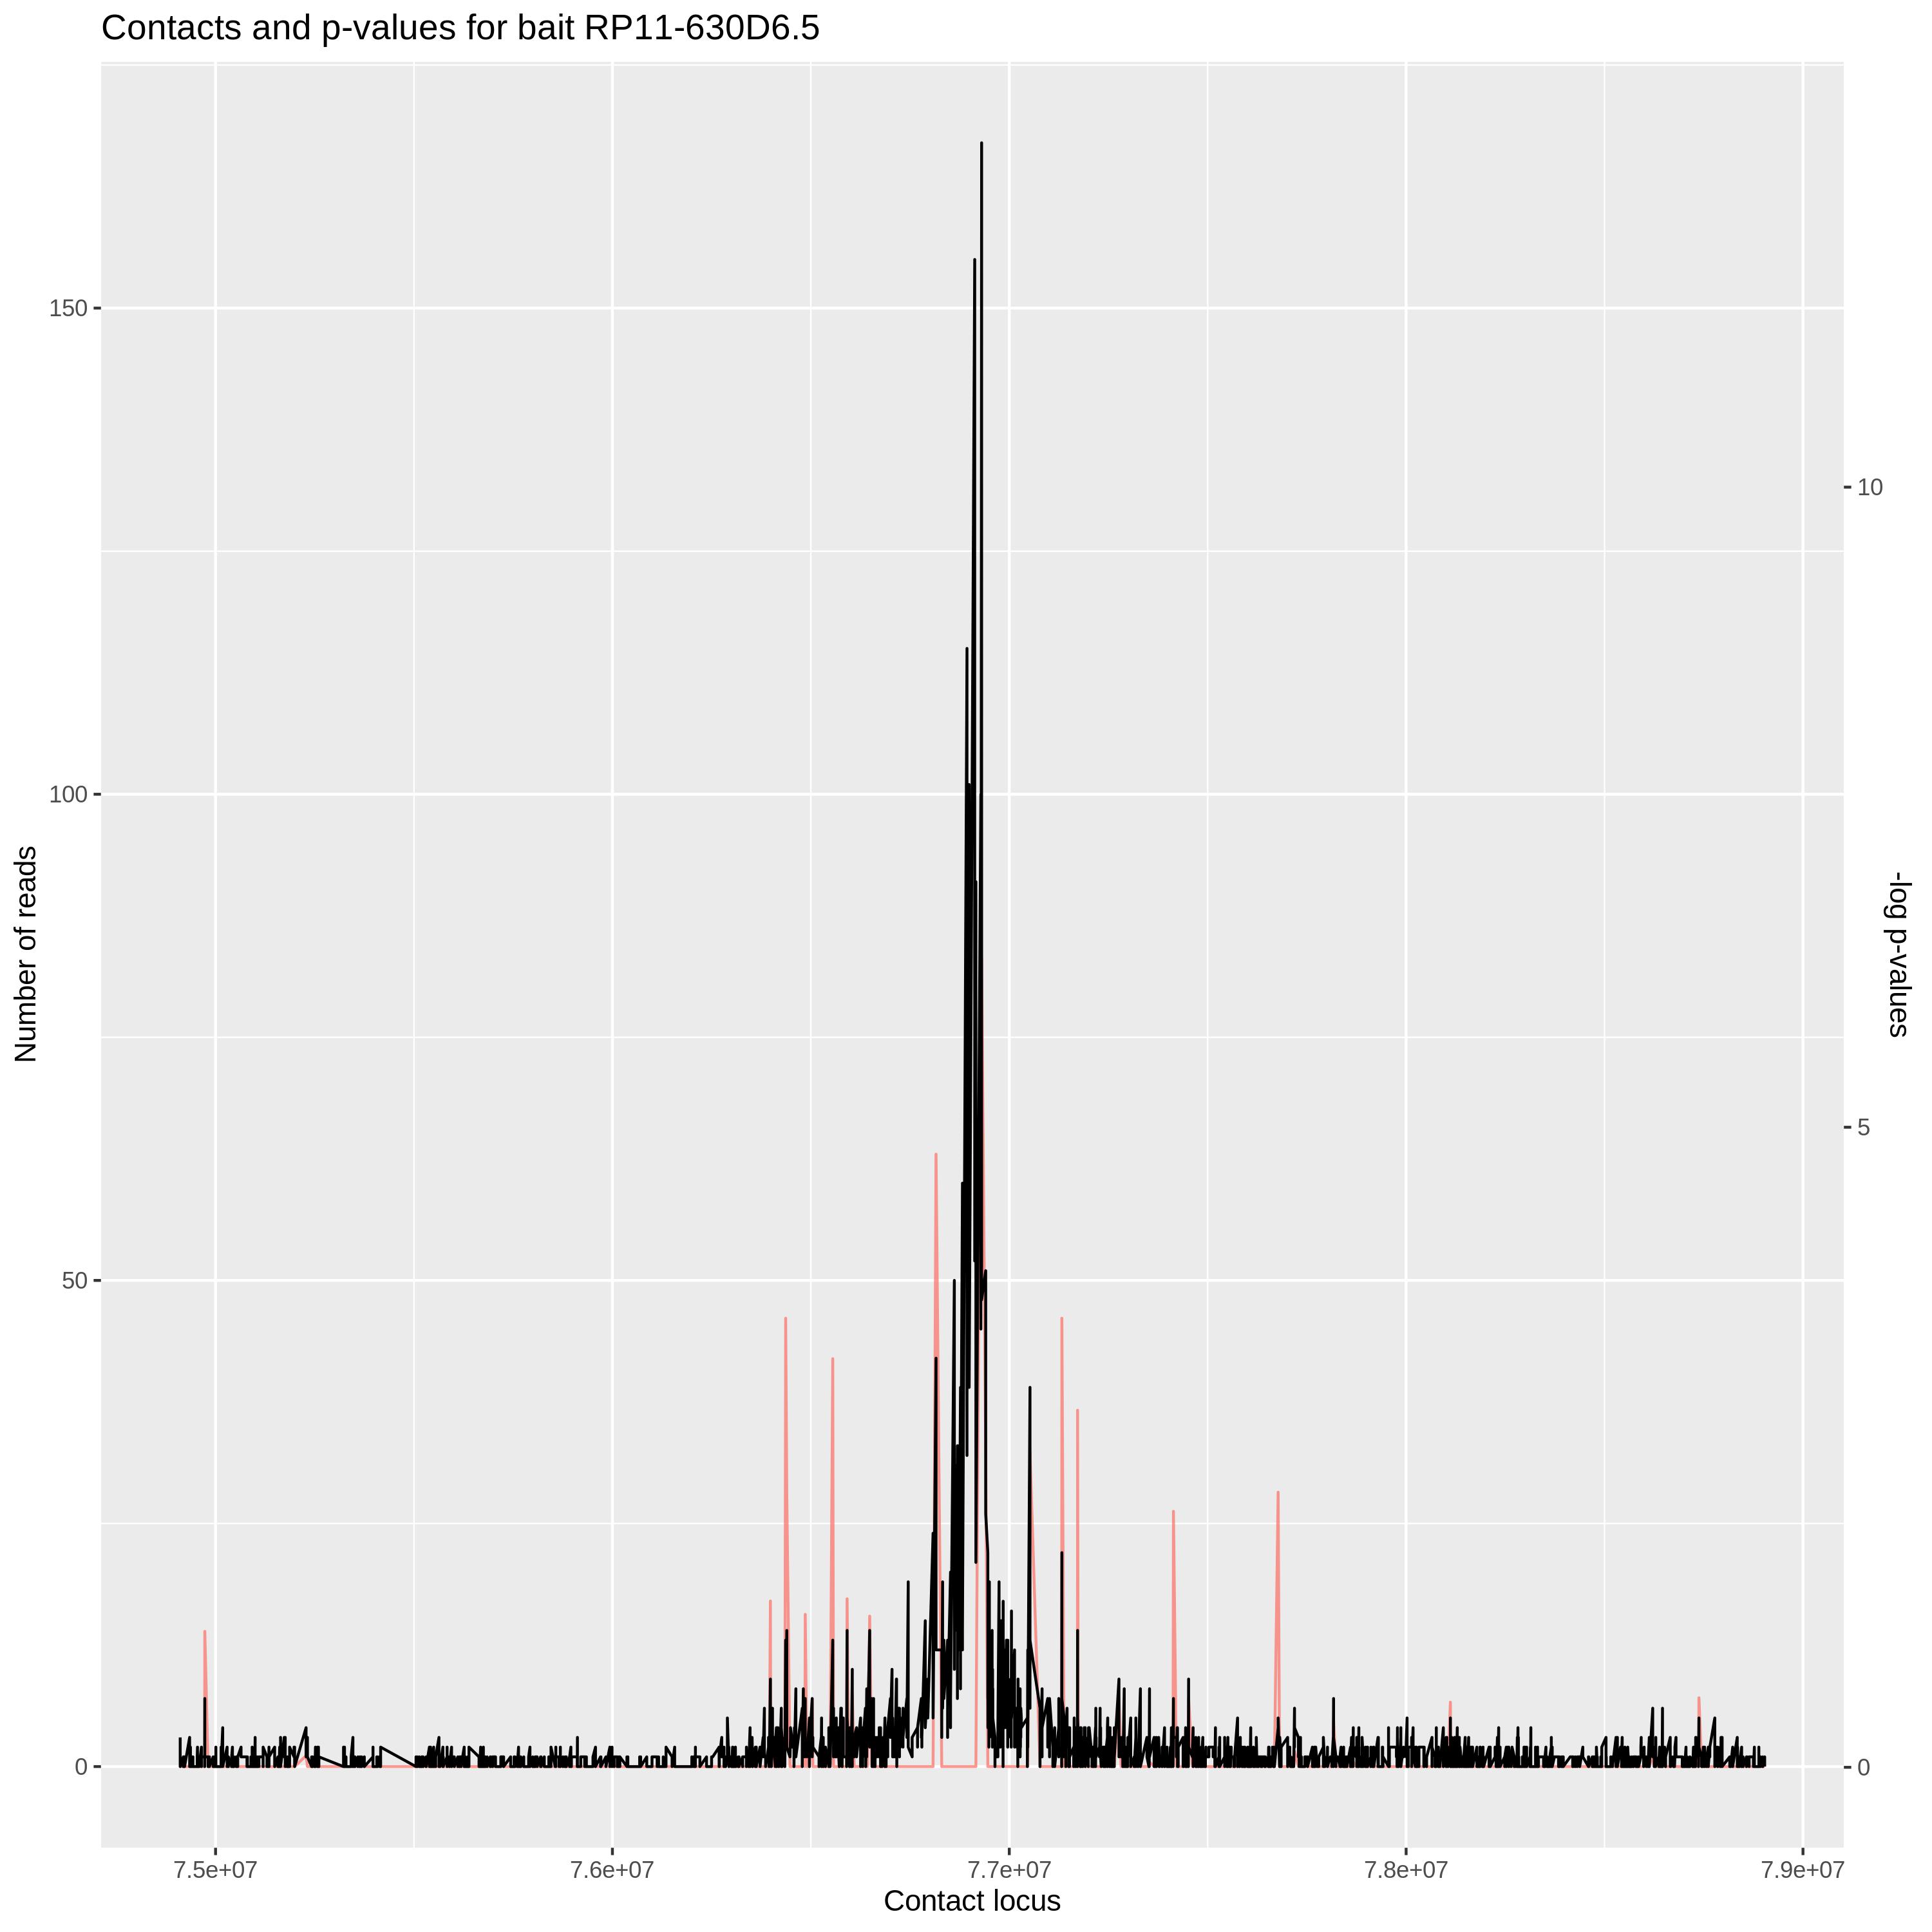 Contacts and p-values for bait RP11-630D6.5
150
100
50
0
Number of reads
10
5
0
-log p-values
7.5e+07
7.6e+07
7.7e+07
7.8e+07
7.9e+07
Contact locus